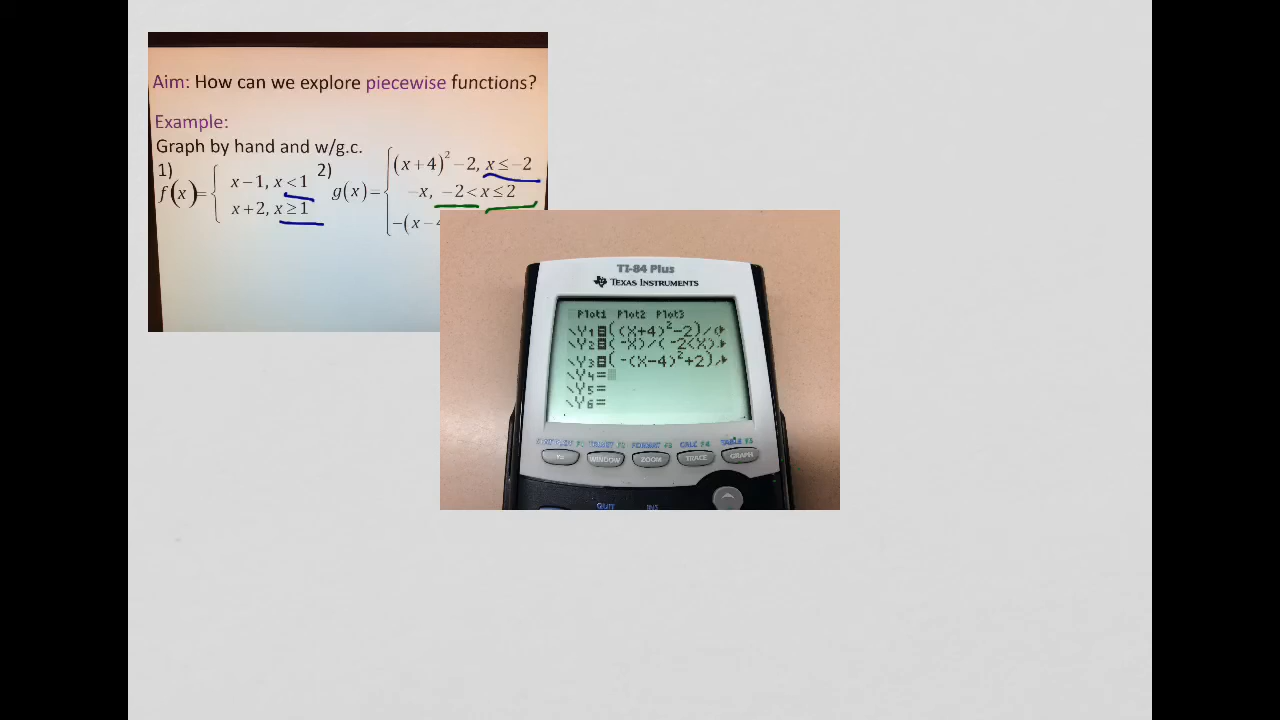 Aim: How can we explore piecewise functions?
Example:
Graph by hand and w/g.c.
1)
f(x)={
x−1, x<1
x+2, x≥1
2)
g(x)={
(x+4)²−2, x≤−2
−x, −2<x≤2
−(x−4
TI-84 Plus
TEXAS INSTRUMENTS
Plot1 Plot2 Plot3
\Y1=((X+4)²-2)/(
\Y2=(-X)/(-2<X)
\Y3=(-(X-4)²+2)/
\Y4=
\Y5=
\Y6=
STAT PLOT F1 TBLSET F2 FORMAT F3 CALC F4 TABLE F5
Y= WINDOW ZOOM TRACE GRAPH
QUIT INS